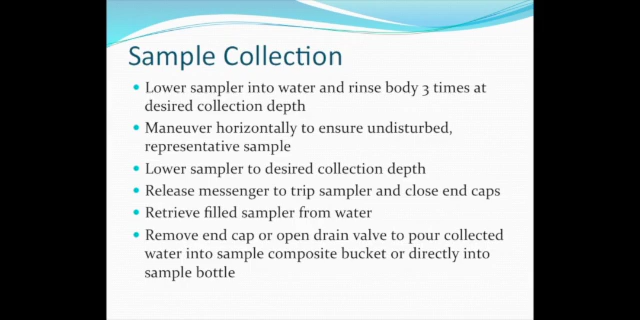 Sample Collection
• Lower sampler into water and rinse body 3 times at
desired collection depth
• Maneuver horizontally to ensure undisturbed,
representative sample
• Lower sampler to desired collection depth
• Release messenger to trip sampler and close end caps
• Retrieve filled sampler from water
• Remove end cap or open drain valve to pour collected
water into sample composite bucket or directly into
sample bottle